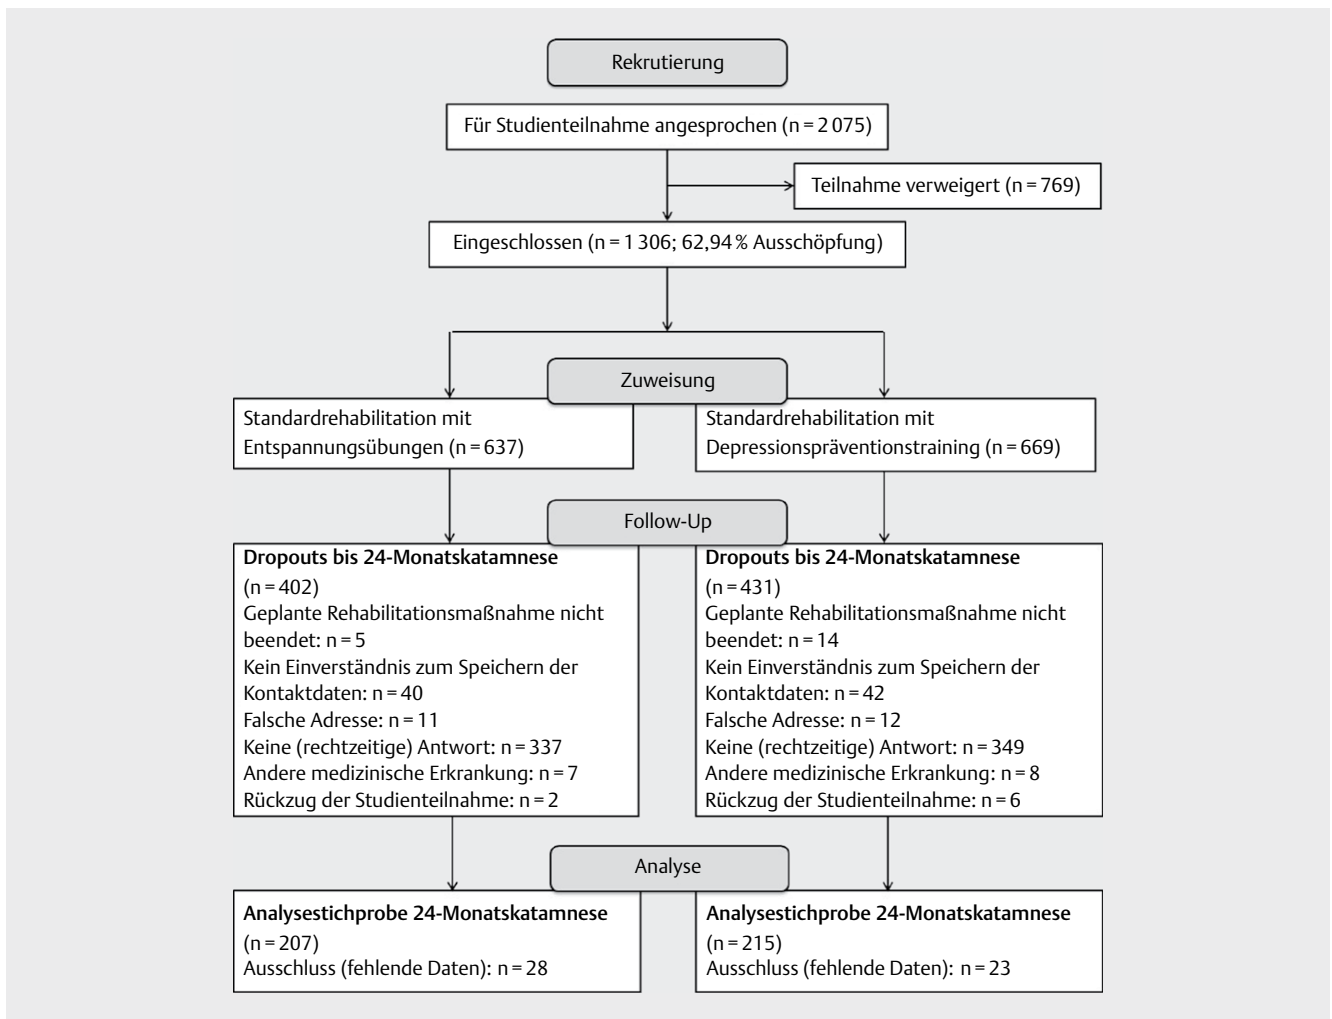 Rekrutierung
Für Studienteilnahme angesprochen (n = 2 075)
Teilnahme verweigert (n = 769)
Eingeschlossen (n = 1 306; 62,94 % Ausschöpfung)
Zuweisung
Standardrehabilitation mit
Entspannungsübungen (n = 637)
Standardrehabilitation mit
Depressionspräventionstraining (n = 669)
Follow-Up
Dropouts bis 24-Monatskatamnese
(n = 402)
Geplante Rehabilitationsmaßnahme nicht
beendet: n = 5
Kein Einverständnis zum Speichern der
Kontaktdaten: n = 40
Falsche Adresse: n = 11
Keine (rechtzeitige) Antwort: n = 337
Andere medizinische Erkrankung: n = 7
Rückzug der Studienteilnahme: n = 2
Dropouts bis 24-Monatskatamnese
(n = 431)
Geplante Rehabilitationsmaßnahme nicht
beendet: n = 14
Kein Einverständnis zum Speichern der
Kontaktdaten: n = 42
Falsche Adresse: n = 12
Keine (rechtzeitige) Antwort: n = 349
Andere medizinische Erkrankung: n = 8
Rückzug der Studienteilnahme: n = 6
Analyse
Analysestichprobe 24-Monatskatamnese
(n = 207)
Ausschluss (fehlende Daten): n = 28
Analysestichprobe 24-Monatskatamnese
(n = 215)
Ausschluss (fehlende Daten): n = 23